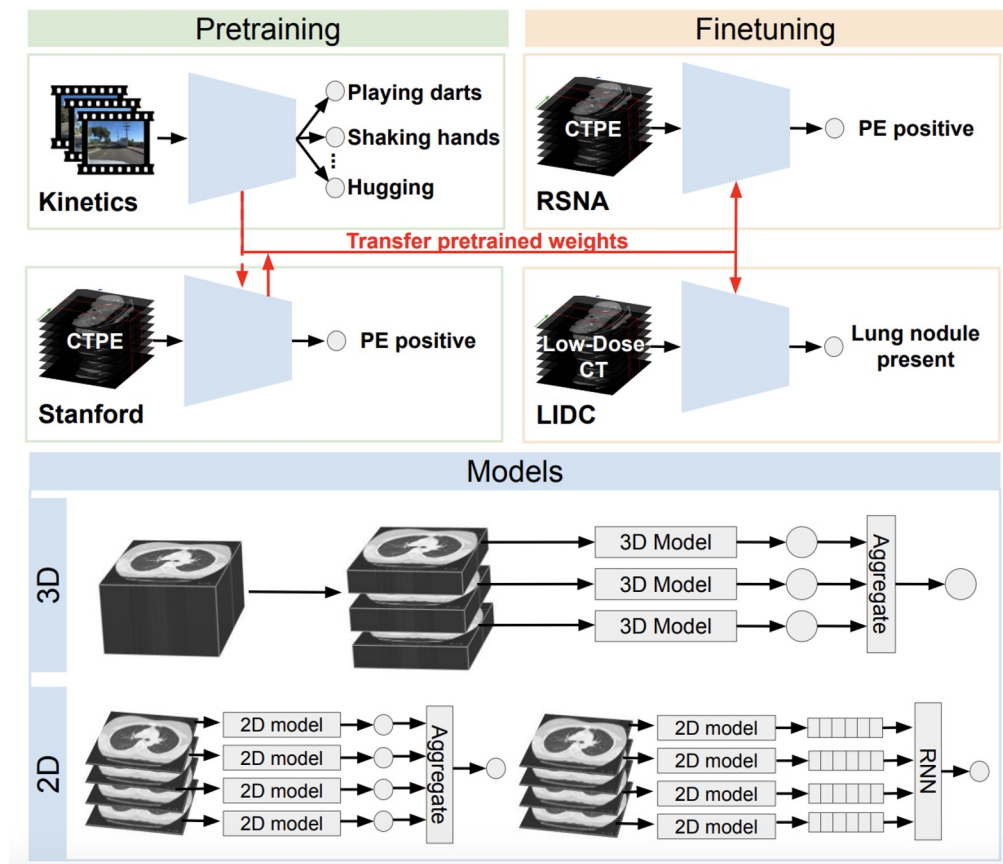 Pretraining
Finetuning
Playing darts
Shaking hands
⋮
Hugging
Kinetics
CTPE
PE positive
RSNA
Transfer pretrained weights
CTPE
PE positive
Stanford
Low-Dose
CT
Lung nodule
present
LIDC
Models
3D
3D Model
3D Model
3D Model
Aggregate
2D
2D model
2D model
2D model
2D model
Aggregate
2D model
2D model
2D model
2D model
RNN